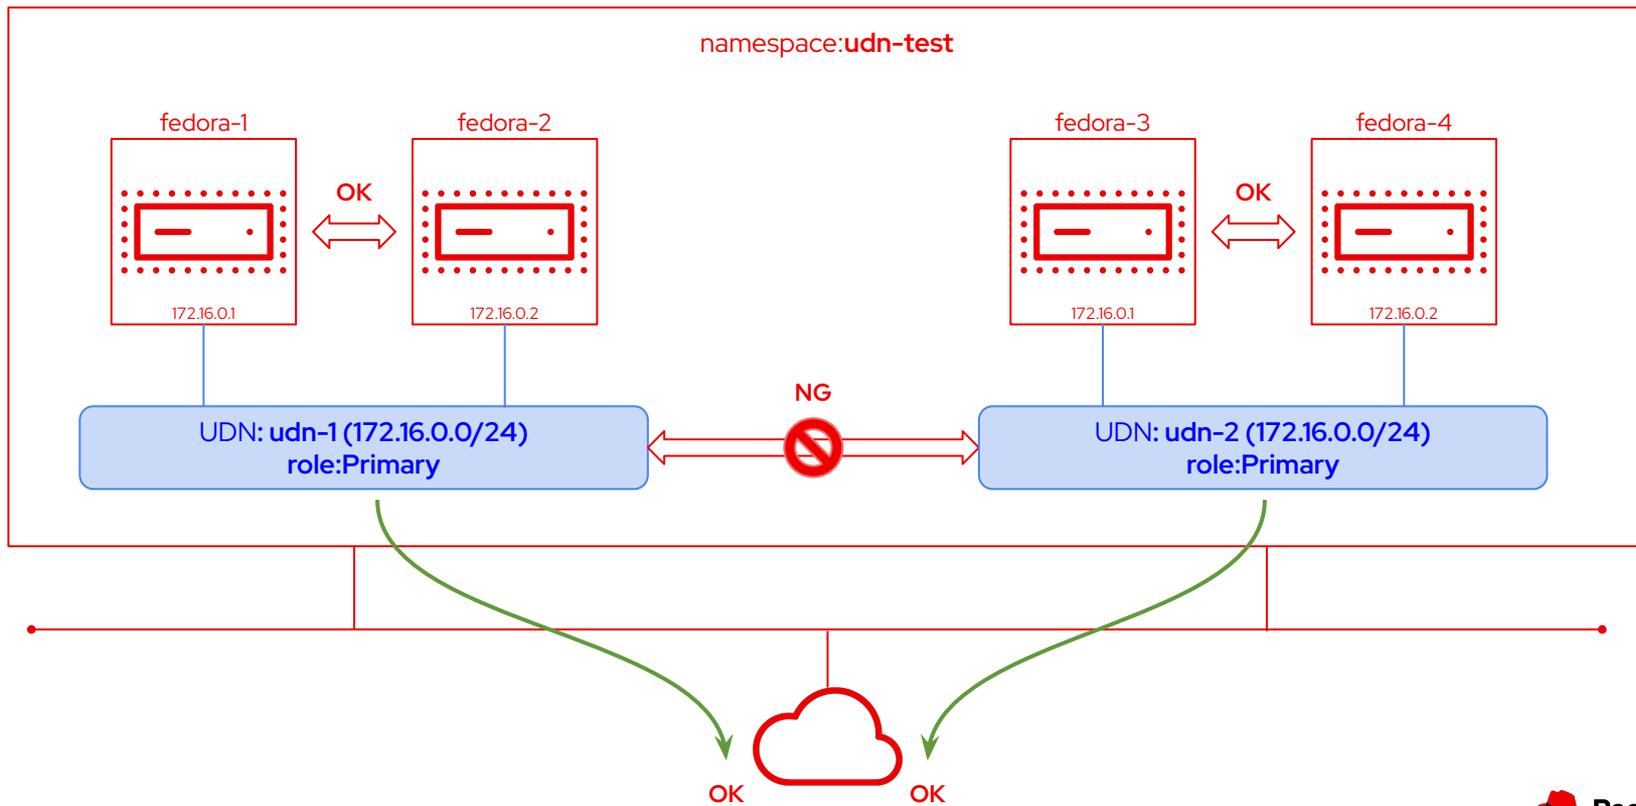 namespace:udn-test
fedora-1
fedora-2
fedora-3
fedora-4
OK
OK
172.16.0.1
172.16.0.2
172.16.0.1
172.16.0.2
NG
UDN: udn-1 (172.16.0.0/24)
role:Primary
UDN: udn-2 (172.16.0.0/24)
role:Primary
OK
OK